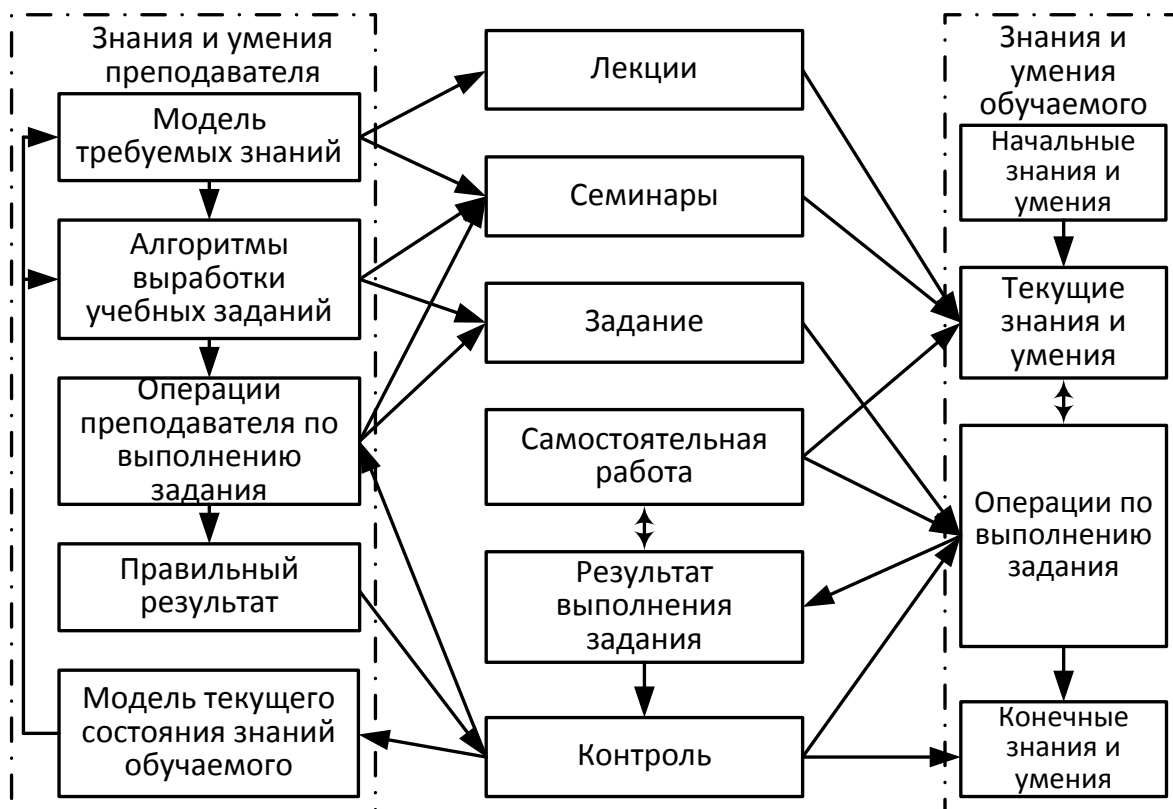 Знания и умения
преподавателя
Модель
требуемых знаний
Алгоритмы
выработки
учебных заданий
Операции
преподавателя по
выполнению
задания
Правильный
результат
Модель текущего
состояния знаний
обучаемого
Лекции
Семинары
Задание
Самостоятельная
работа
Результат
выполнения
задания
Контроль
Знания и
умения
обучаемого
Начальные
знания и
умения
Текущие
знания и
умения
Операции по
выполнению
задания
Конечные
знания и
умения